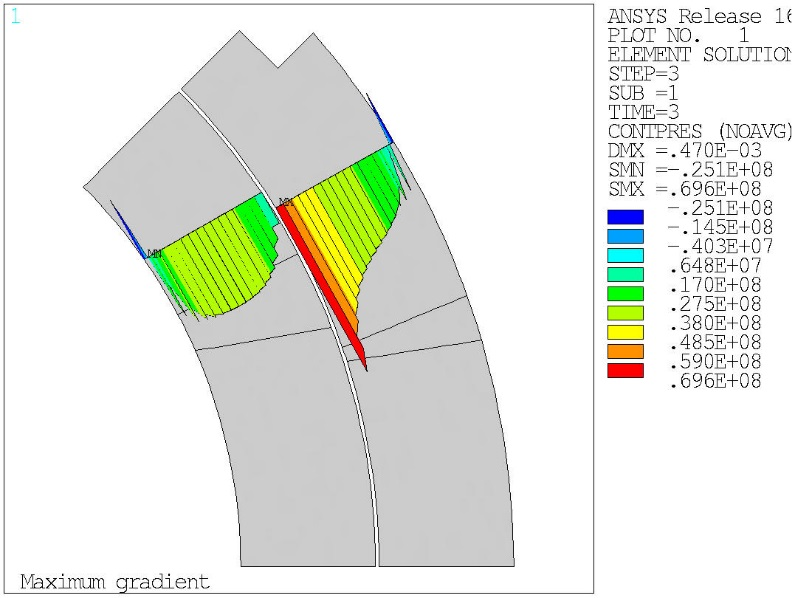 1
ANSYS Release 16
PLOT NO. 1
ELEMENT SOLUTION
STEP=3
SUB =1
TIME=3
CONTPRES (NOAVG)
DMX =.470E-03
SMN =-.251E+08
SMX =.696E+08
-.251E+08
-.145E+08
-.403E+07
.648E+07
.170E+08
.275E+08
.380E+08
.485E+08
.590E+08
.696E+08
MX
MN
Maximum gradient